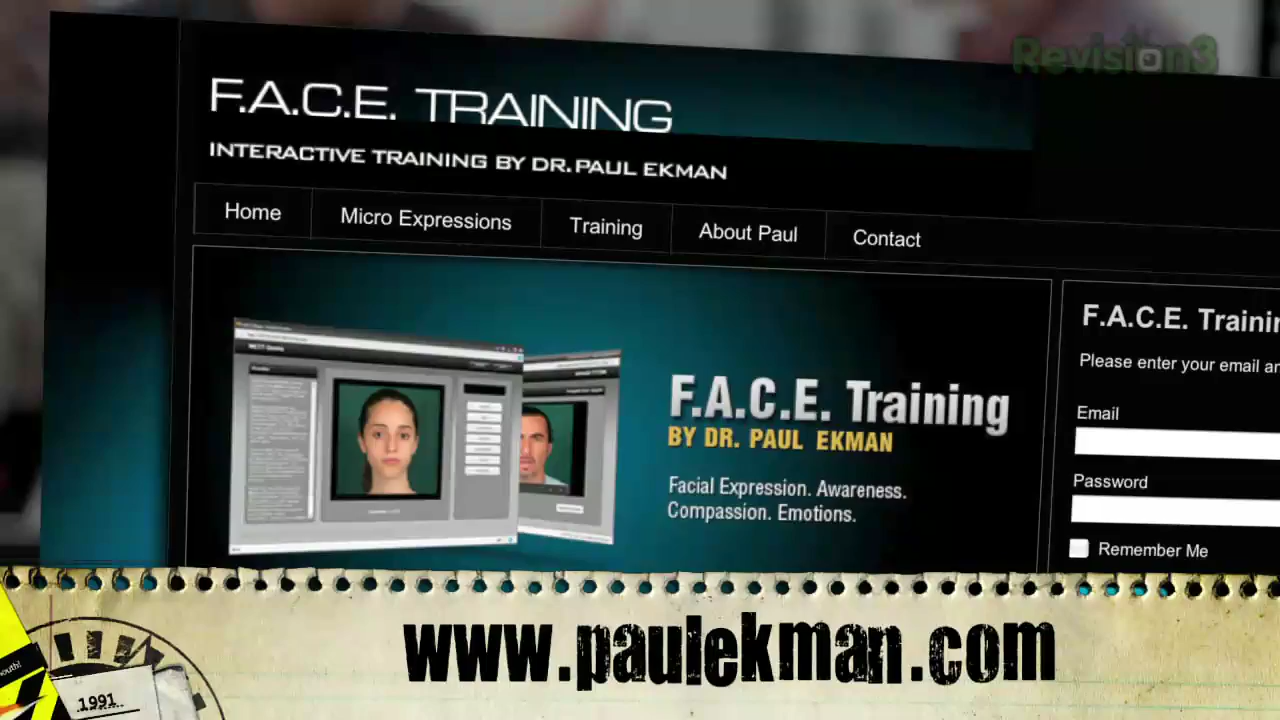 Revision3
F.A.C.E. TRAINING
INTERACTIVE TRAINING BY DR. PAUL EKMAN
Home Micro Expressions Training About Paul Contact
F.A.C.E. Training
BY DR. PAUL EKMAN
Facial Expression. Awareness.
Compassion. Emotions.
F.A.C.E. Trainin
Please enter your email an
Email
Password
Remember Me
www.paulekman.com
1991